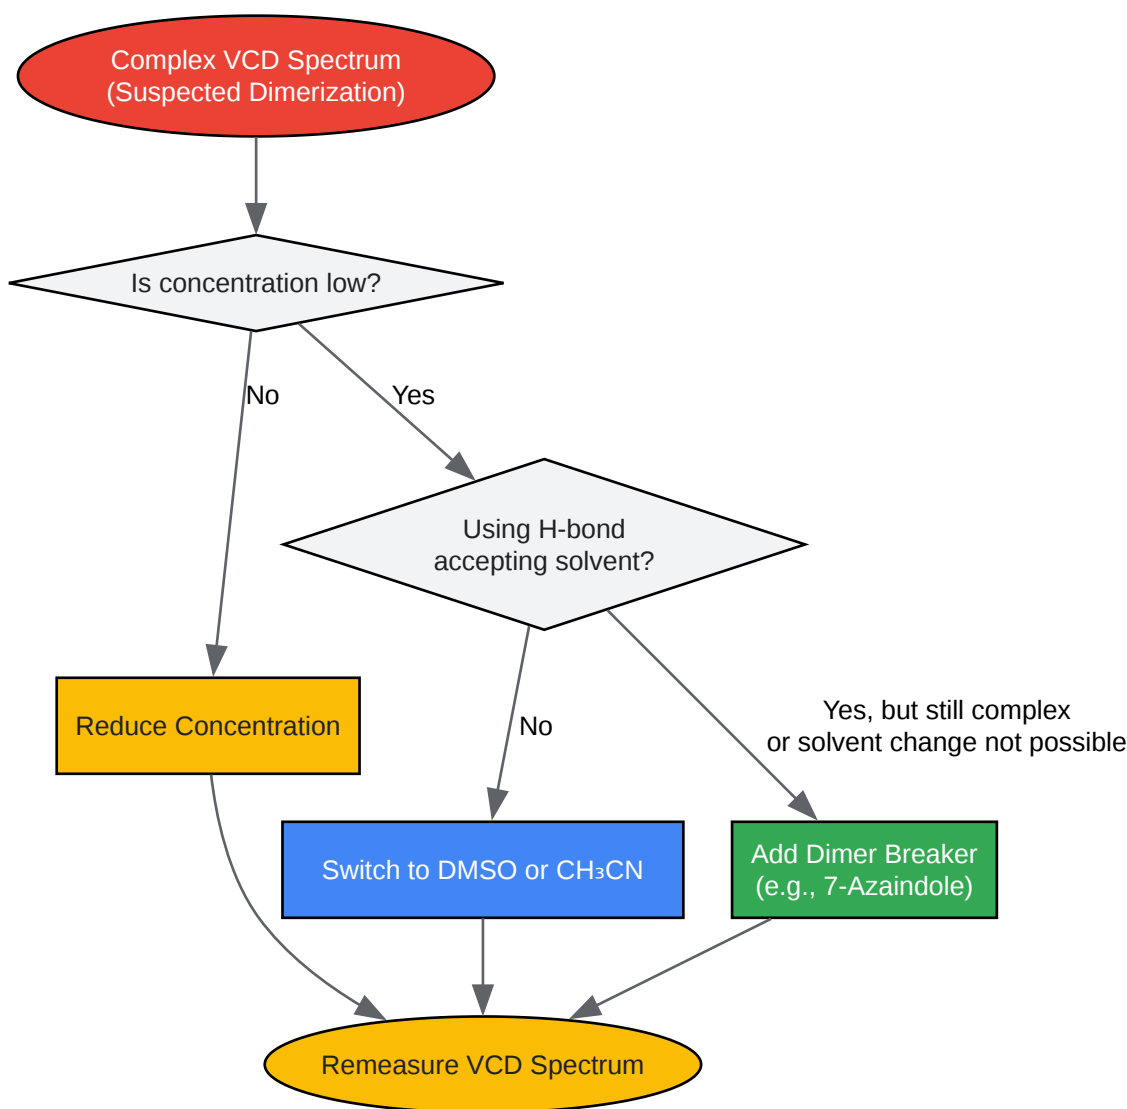 Complex VCD Spectrum
(Suspected Dimerization)
Is concentration low?
No
Yes
Using H-bond
accepting solvent?
Reduce Concentration
No
Yes, but still complex
or solvent change not possible
Switch to DMSO or CH₃CN
Add Dimer Breaker
(e.g., 7-Azaindole)
Remeasure VCD Spectrum